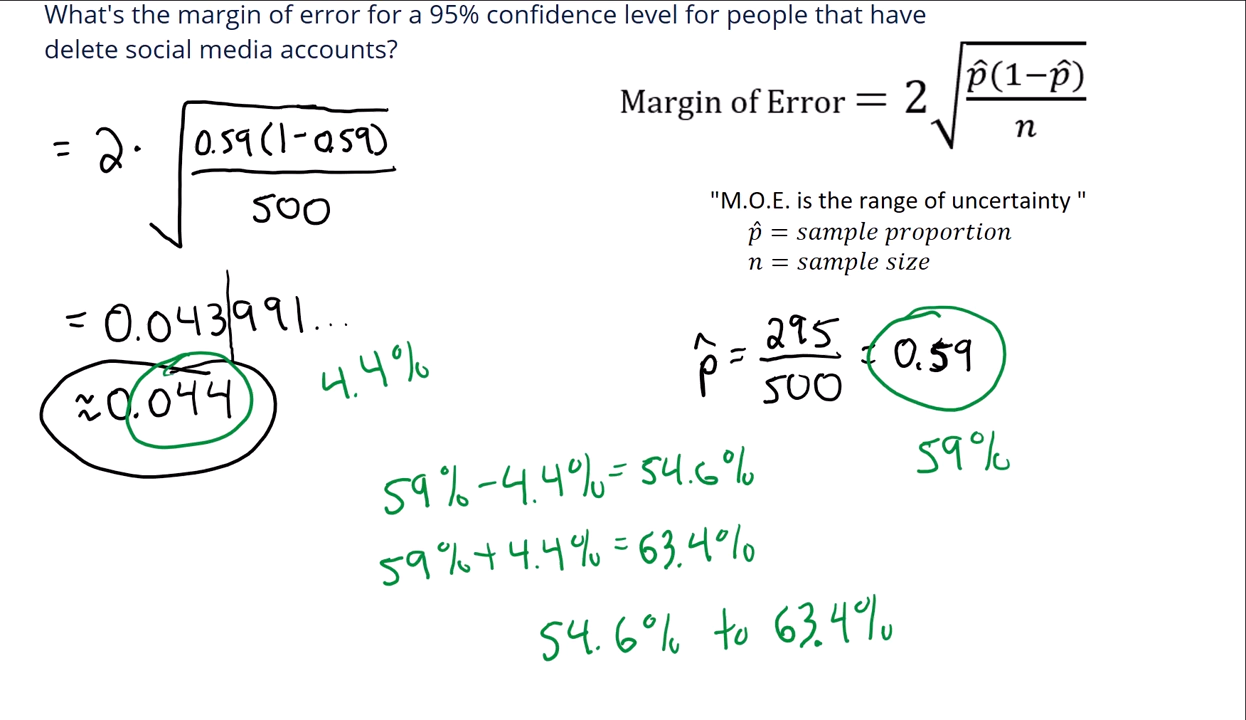 What's the margin of error for a 95% confidence level for people that have
delete social media accounts?
Margin of Error = 2√(p̂(1−p̂)/n)
= 2 · √(0.59(1-0.59)/500)
"M.O.E. is the range of uncertainty "
p̂ = sample proportion
n = sample size
= 0.043|991...
≈ 0.044
4.4%
p̂ = 295/500 = 0.59
59%
59% - 4.4% = 54.6%
59% + 4.4% = 63.4%
54.6% to 63.4%